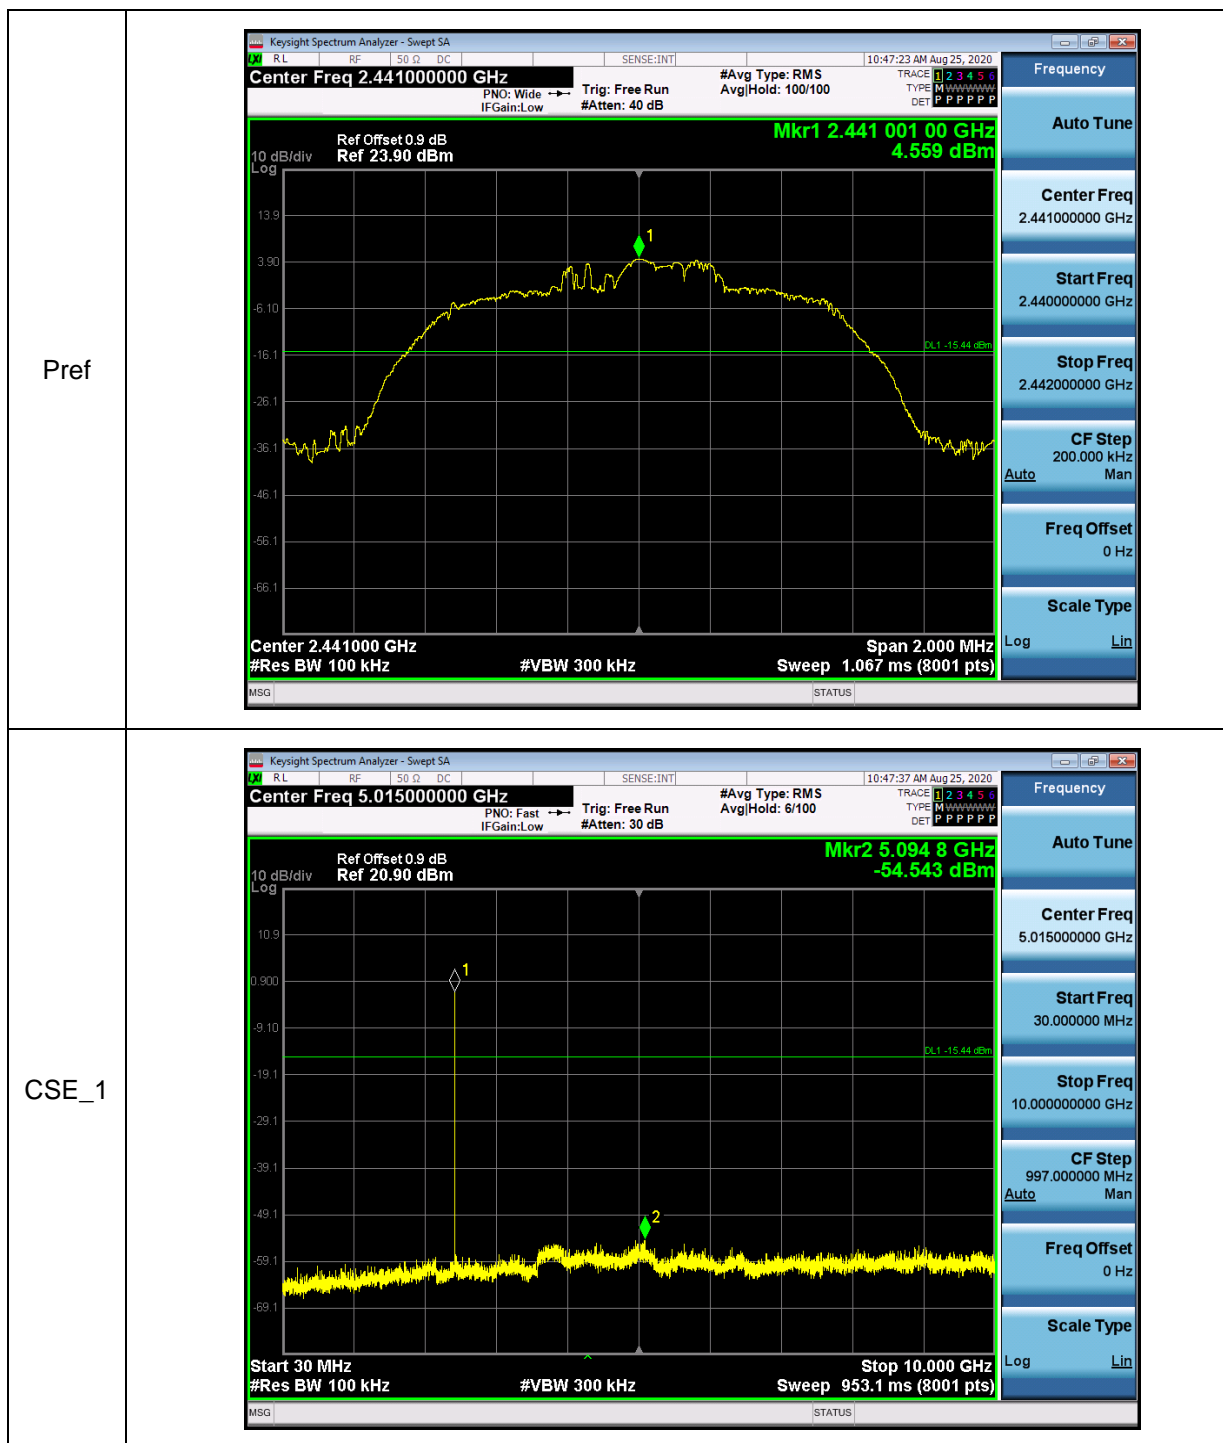 Pref
Keysight Spectrum Analyzer - Swept SA
LXI RL RF 50 Ω DC SENSE:INT 10:47:23 AM Aug 25, 2020
Center Freq 2.441000000 GHz #Avg Type: RMS TRACE 1 2 3 4 5 6
PNO: Wide Trig: Free Run Avg|Hold: 100/100 TYPE M WWWWW
IFGain:Low #Atten: 40 dB DET P P P P P P
Mkr1 2.441 001 00 GHz
4.559 dBm
Ref Offset 0.9 dB
10 dB/div Ref 23.90 dBm
Log
13.9
3.90
-6.10
-16.1
-26.1
-36.1
-46.1
-56.1
-66.1
1
DL1 -15.44 dBm
Center 2.441000 GHz Span 2.000 MHz
#Res BW 100 kHz #VBW 300 kHz Sweep 1.067 ms (8001 pts)
MSG STATUS
Frequency
Auto Tune
Center Freq
2.441000000 GHz
Start Freq
2.440000000 GHz
Stop Freq
2.442000000 GHz
CF Step
200.000 kHz
Auto Man
Freq Offset
0 Hz
Scale Type
Log Lin
CSE_1
Keysight Spectrum Analyzer - Swept SA
LXI RL RF 50 Ω DC SENSE:INT 10:47:37 AM Aug 25, 2020
Center Freq 5.015000000 GHz #Avg Type: RMS TRACE 1 2 3 4 5 6
PNO: Fast Trig: Free Run Avg|Hold: 6/100 TYPE M WWWWW
IFGain:Low #Atten: 30 dB DET P P P P P P
Mkr2 5.094 8 GHz
-54.543 dBm
Ref Offset 0.9 dB
10 dB/div Ref 20.90 dBm
Log
10.9
0.900
-9.10
-19.1
-29.1
-39.1
-49.1
-59.1
-69.1
1
DL1 -15.44 dBm
2
Start 30 MHz Stop 10.000 GHz
#Res BW 100 kHz #VBW 300 kHz Sweep 953.1 ms (8001 pts)
MSG STATUS
Frequency
Auto Tune
Center Freq
5.015000000 GHz
Start Freq
30.000000 MHz
Stop Freq
10.000000000 GHz
CF Step
997.000000 MHz
Auto Man
Freq Offset
0 Hz
Scale Type
Log Lin